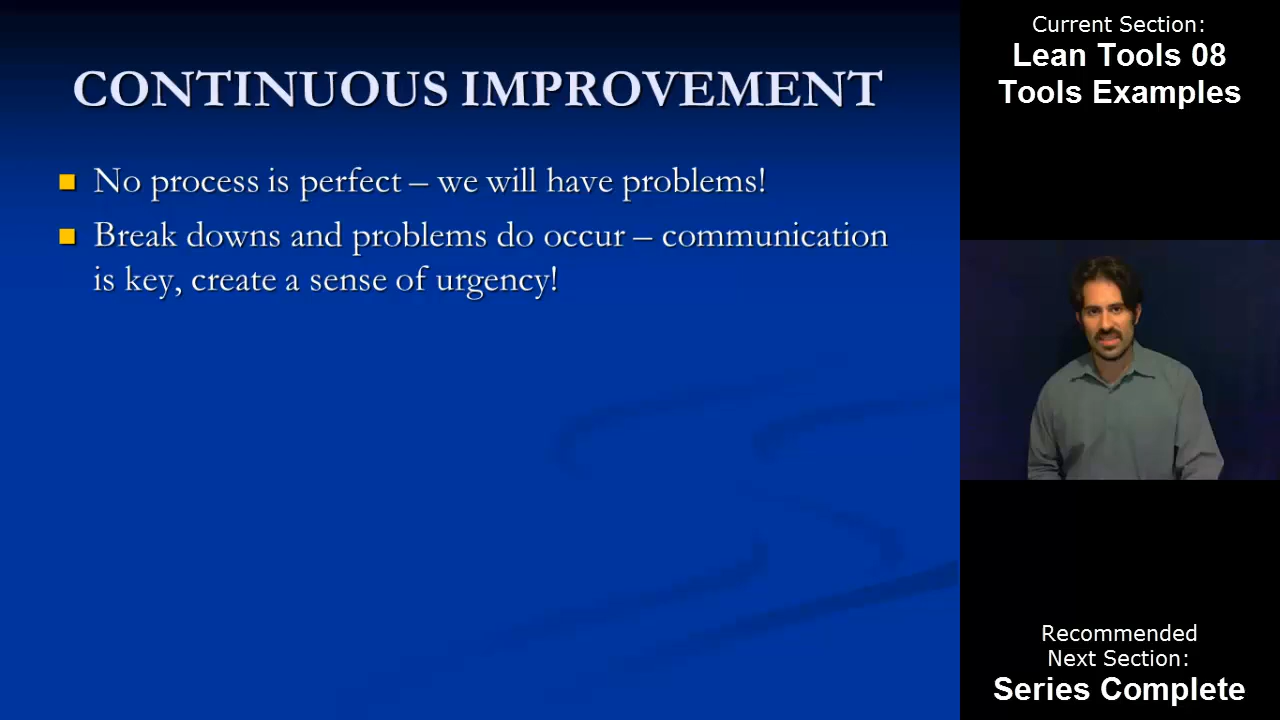 CONTINUOUS IMPROVEMENT
No process is perfect – we will have problems!
Break downs and problems do occur – communication
is key, create a sense of urgency!
Current Section:
Lean Tools 08
Tools Examples
Recommended
Next Section:
Series Complete